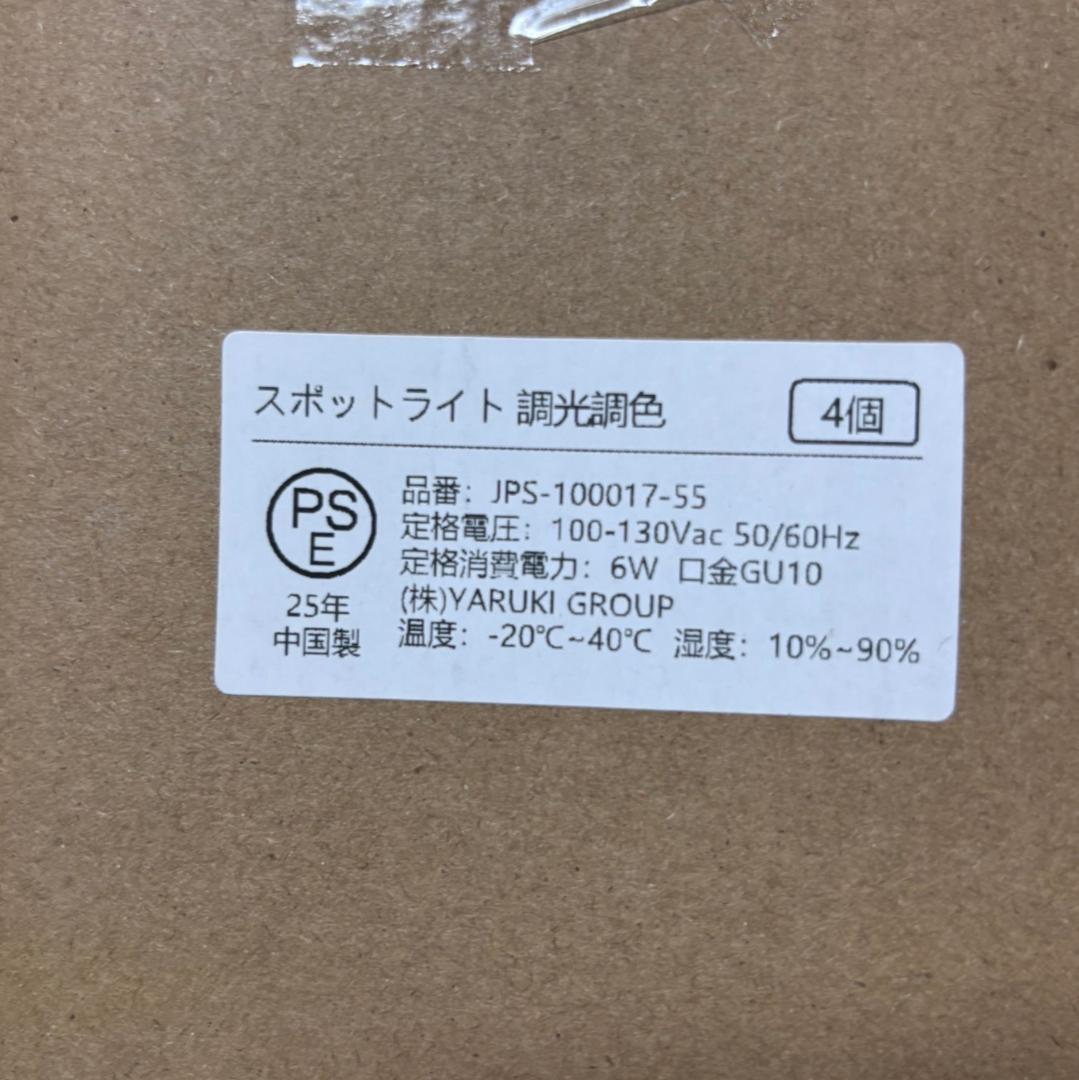 スポットライト 調光調色
4個
PS
E
25年
中国製
品番：JPS-100017-55
定格電圧：100-130Vac 50/60Hz
定格消費電力：6W 口金GU10
(株)YARUKI GROUP
温度：-20℃~40℃ 湿度：10%~90%